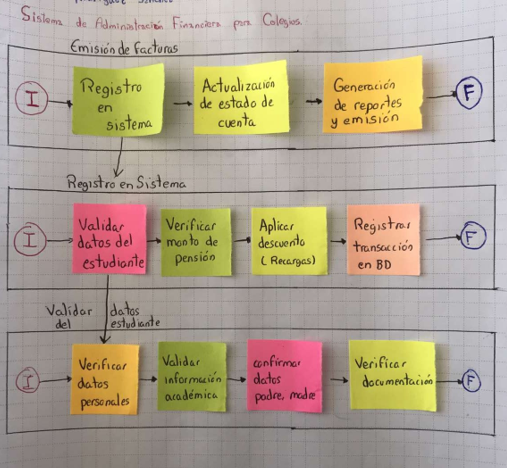 Sistema de Administración Financiera para Colegios.
Emisión de facturas
I
Registro
en
sistema
Actualización
de estado de
cuenta
Generación
de reportes
y emisión
F
Registro en Sistema
I
Validar
datos del
estudiante
Verificar
monto de
pensión
Aplicar
descuento
(Recargas)
Registrar
transacción
en BD
F
Validar datos
del estudiante
I
Verificar
datos
personales
Validar
información
académica
confirmar
datos
padre, madre
Verificar
documentación
F